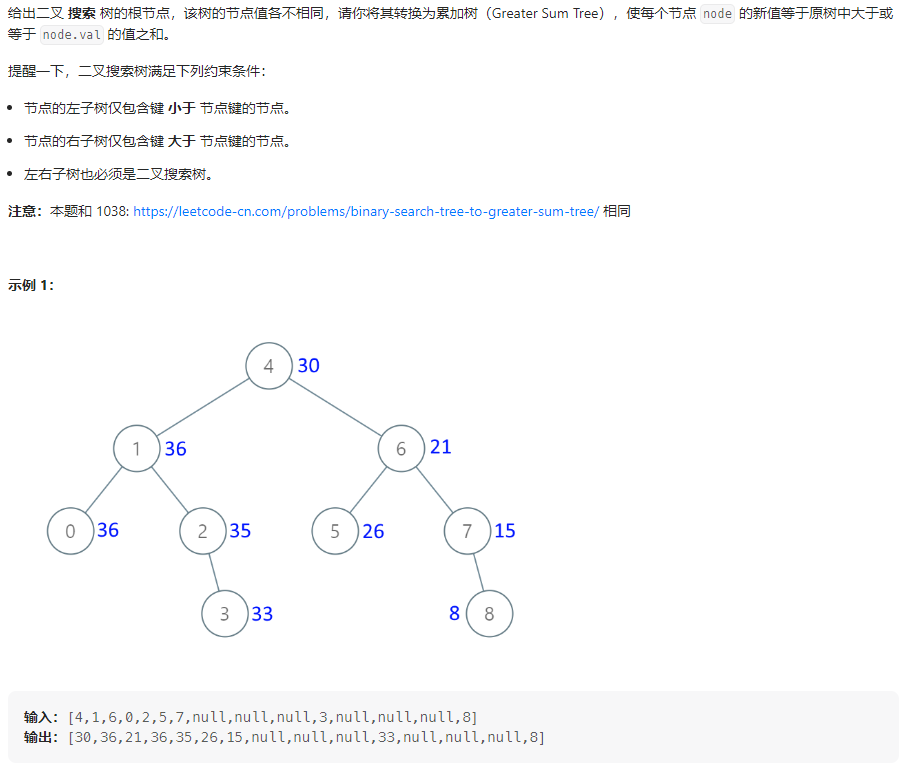 给出二叉 搜索 树的根节点，该树的节点值各不相同，请你将其转换为累加树（Greater Sum Tree），使每个节点 node 的新值等于原树中大于或
等于 node.val 的值之和。
提醒一下，二叉搜索树满足下列约束条件：
• 节点的左子树仅包含键 小于 节点键的节点。
• 节点的右子树仅包含键 大于 节点键的节点。
• 左右子树也必须是二叉搜索树。
注意：本题和 1038: https://leetcode-cn.com/problems/binary-search-tree-to-greater-sum-tree/ 相同
示例 1：
4 30
1 36 6 21
0 36 2 35 5 26 7 15
3 33 8 8
输入：[4,1,6,0,2,5,7,null,null,null,3,null,null,null,8]
输出：[30,36,21,36,35,26,15,null,null,null,33,null,null,null,8]